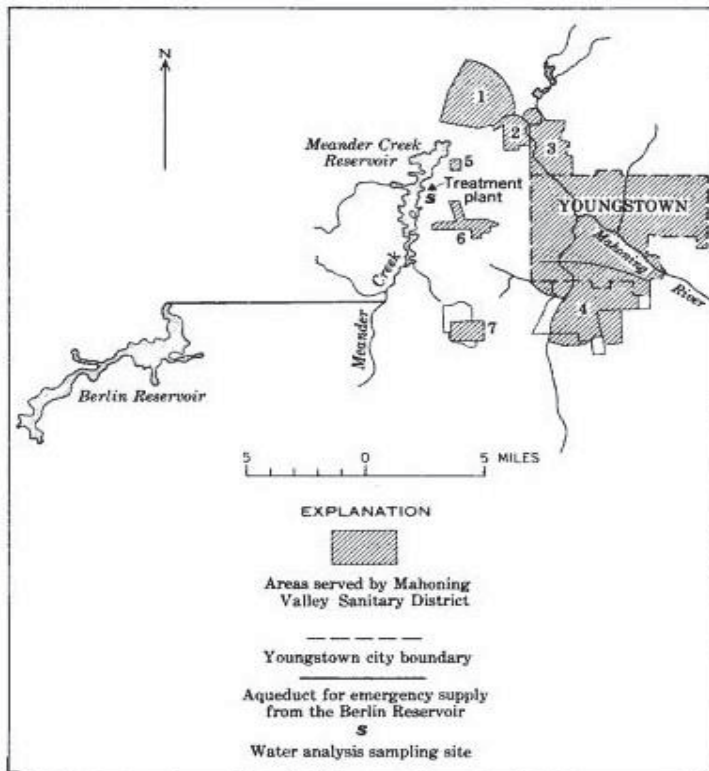 N
1
2
3
Meander Creek
Reservoir
5
Treatment
plant
s
YOUNGSTOWN
6
Mahoning
River
Creek
Meander
4
7
Berlin Reservoir
5 0 5 MILES
EXPLANATION
Areas served by Mahoning
Valley Sanitary District
Youngstown city boundary
Aqueduct for emergency supply
from the Berlin Reservoir
s
Water analysis sampling site